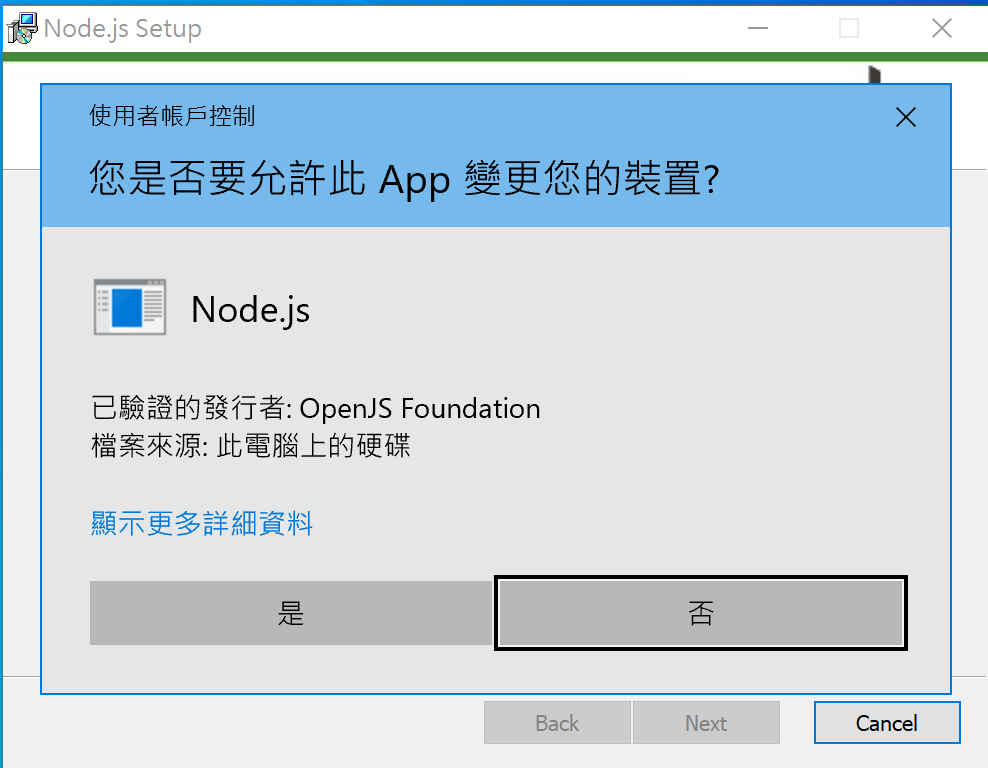 Node.js Setup
使用者帳戶控制
您是否要允許此 App 變更您的裝置?
Node.js
已驗證的發行者: OpenJS Foundation
檔案來源: 此電腦上的硬碟
顯示更多詳細資料
是 否
Back Next Cancel